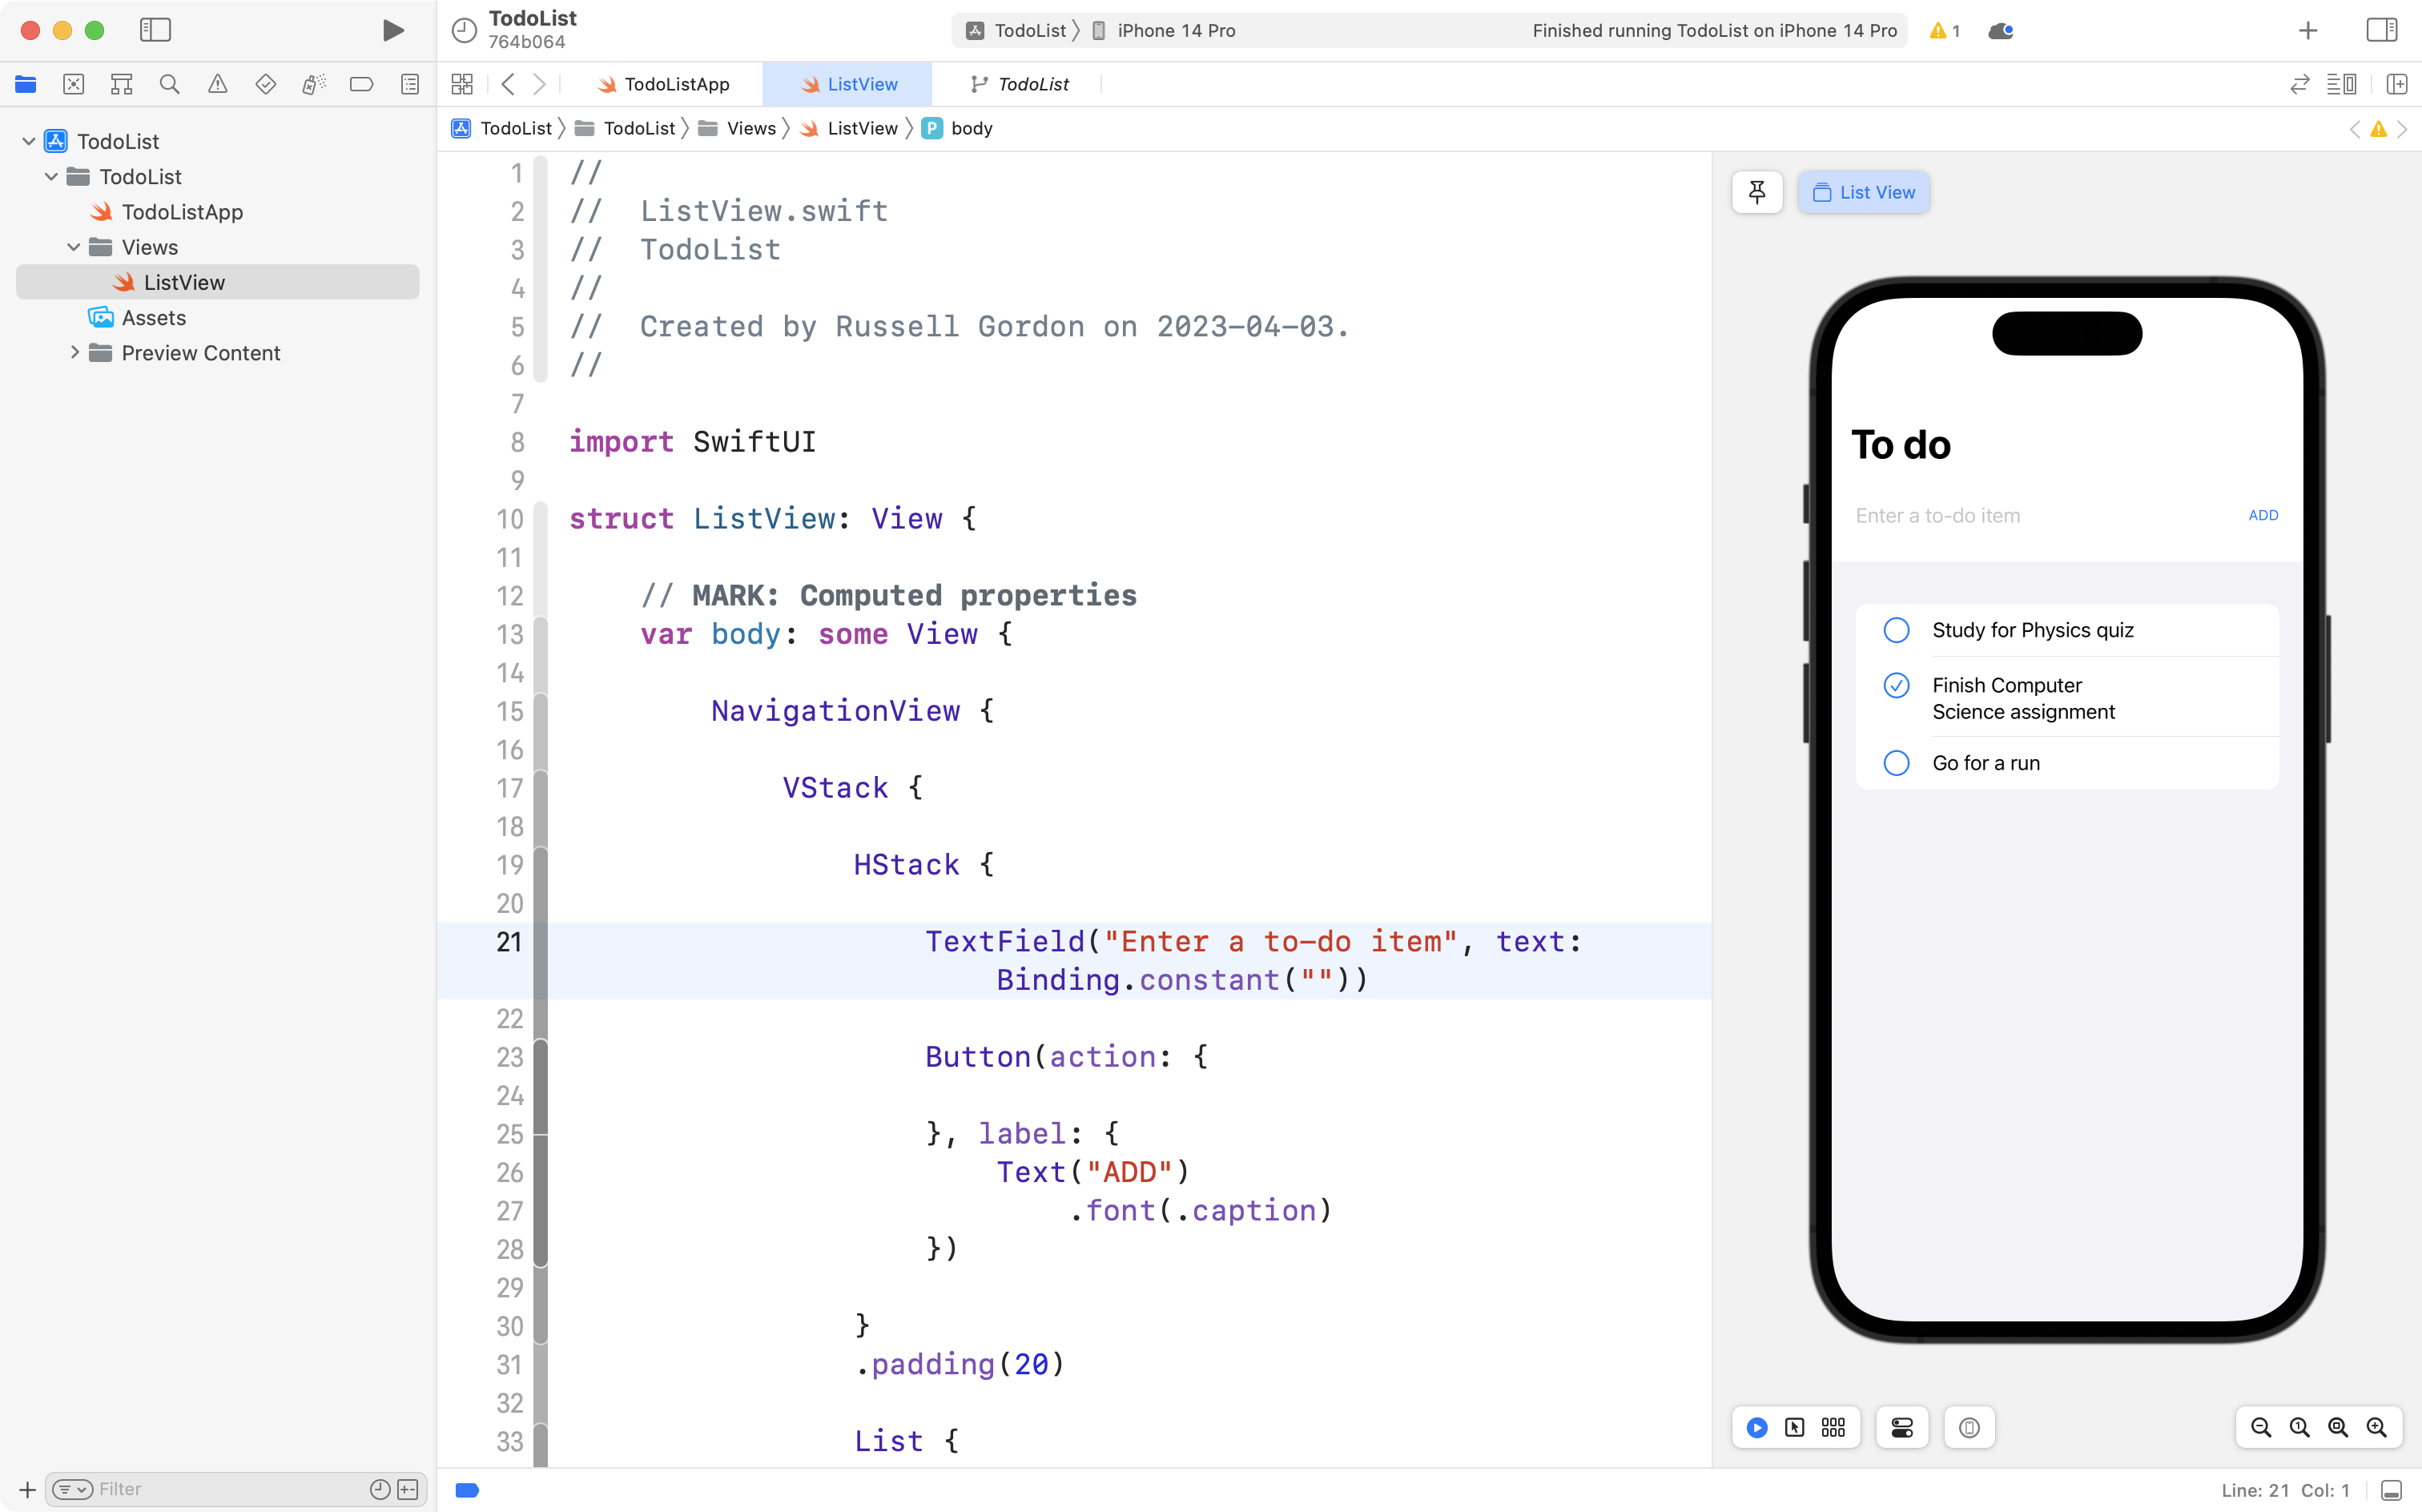 TodoList
764b064
TodoList
iPhone 14 Pro
Finished running TodoList on iPhone 14 Pro
1
TodoListApp
ListView
TodoList
TodoList
TodoList
Views
ListView
P
body
TodoList
TodoList
TodoListApp
Views
ListView
Assets
Preview Content
1 //
2 //  ListView.swift
3 //  TodoList
4 //
5 //  Created by Russell Gordon on 2023-04-03.
6 //
7
8 import SwiftUI
9
10 struct ListView: View {
11
12     // MARK: Computed properties
13     var body: some View {
14
15         NavigationView {
16
17             VStack {
18
19                 HStack {
20
21                     TextField("Enter a to-do item", text:
Binding.constant(""))
22
23                     Button(action: {
24
25                     }, label: {
26                         Text("ADD")
27                             .font(.caption)
28                     })
29
30                 }
31                 .padding(20)
32
33                 List {
List View
To do
Enter a to-do item
ADD
Study for Physics quiz
Finish Computer
Science assignment
Go for a run
Filter
Line: 21  Col: 1